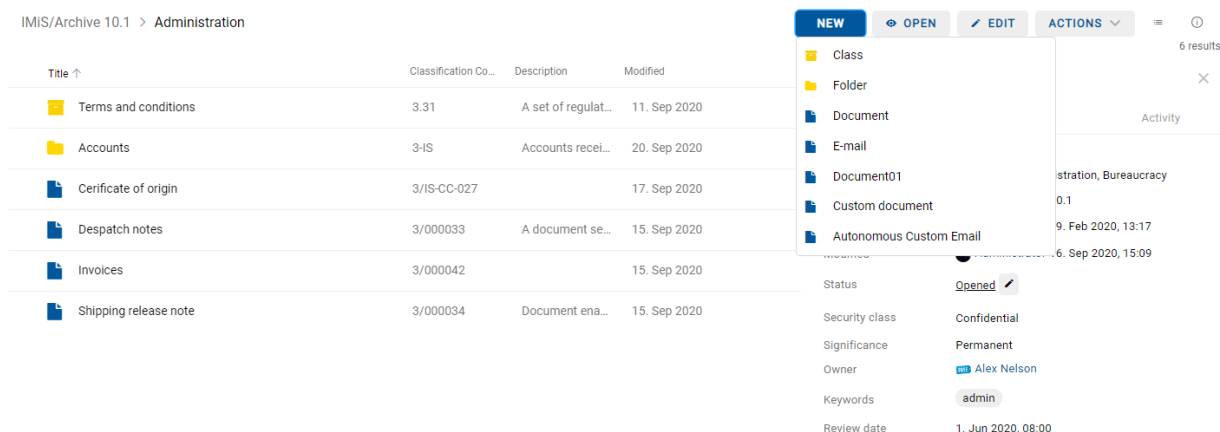 IMiS/Archive 10.1 > Administration
NEW
OPEN
EDIT
ACTIONS
6 results
Title
Classification Co...
Description
Modified
Terms and conditions 3.31 A set of regulat... 11. Sep 2020
Accounts 3-IS Accounts recei... 20. Sep 2020
Cerificate of origin 3/IS-CC-027 17. Sep 2020
Despatch notes 3/000033 A document se... 15. Sep 2020
Invoices 3/000042 15. Sep 2020
Shipping release note 3/000034 Document ena... 15. Sep 2020
Class
Folder
Document
E-mail
Document01
Custom document
Autonomous Custom Email
Activity
stration, Bureaucracy
0.1
9. Feb 2020, 13:17
Modified Administrator 16. Sep 2020, 15:09
Status Opened
Security class Confidential
Significance Permanent
Owner Alex Nelson
Keywords admin
Review date 1. Jun 2020, 08:00